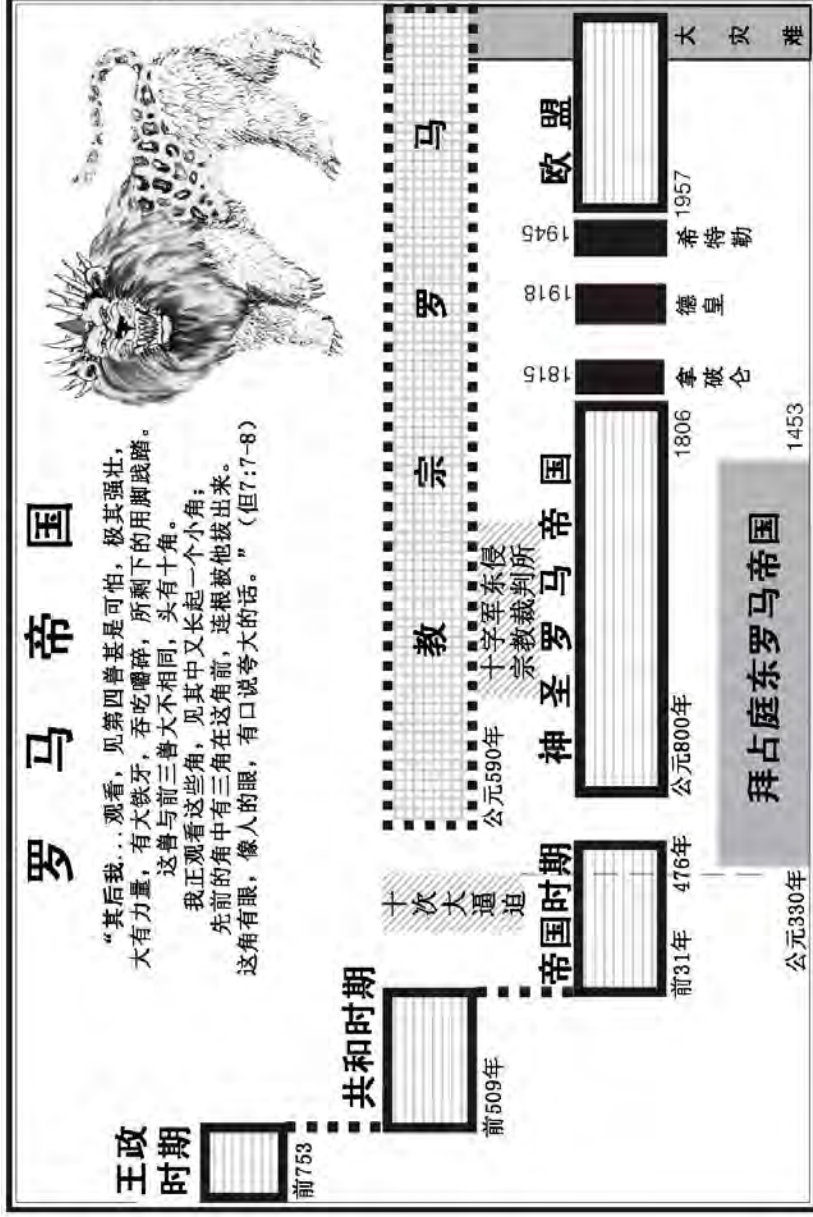 罗马帝国
“其后我...观看，见第四兽甚是可怕，极其强壮，
大有力量，有大铁牙，吞吃嚼碎，所剩下的用脚践踏。
这兽与前三兽大不相同，头有十角。
我正观看这些角，见其中又长起一个小角；
先前的角中有三角在这角前，连根被他拔出来。
这角有眼，像人的眼，有口说夸大的话。”（但7:7-8）
王政
时期
前753
共和时期
前509年
十次大逼迫
帝国时期
前31年
476年
公元590年
教宗罗马
十字军东侵
宗教裁判所
神圣罗马帝国
公元800年
1806
1815
拿破仑
1918
德皇
1945
希特勒
欧盟
1957
大灾难
公元330年
拜占庭东罗马帝国
1453